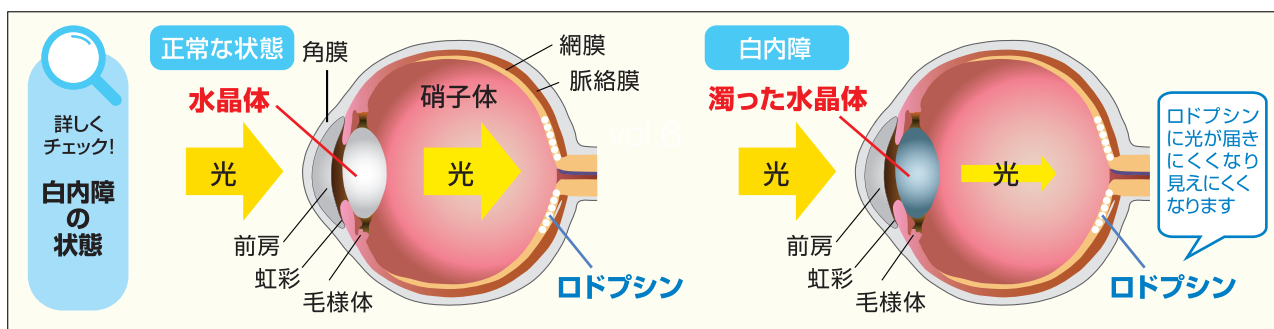 詳しく
チェック!
白内障
の
状態
正常な状態
角膜
水晶体
光
硝子体
光
網膜
脈絡膜
前房
虹彩
毛様体
ロドプシン
vol.6
白内障
濁った水晶体
光
光
前房
虹彩
毛様体
ロドプシン
ロドプシン
に光が届き
にくくなり
見えにくく
なります